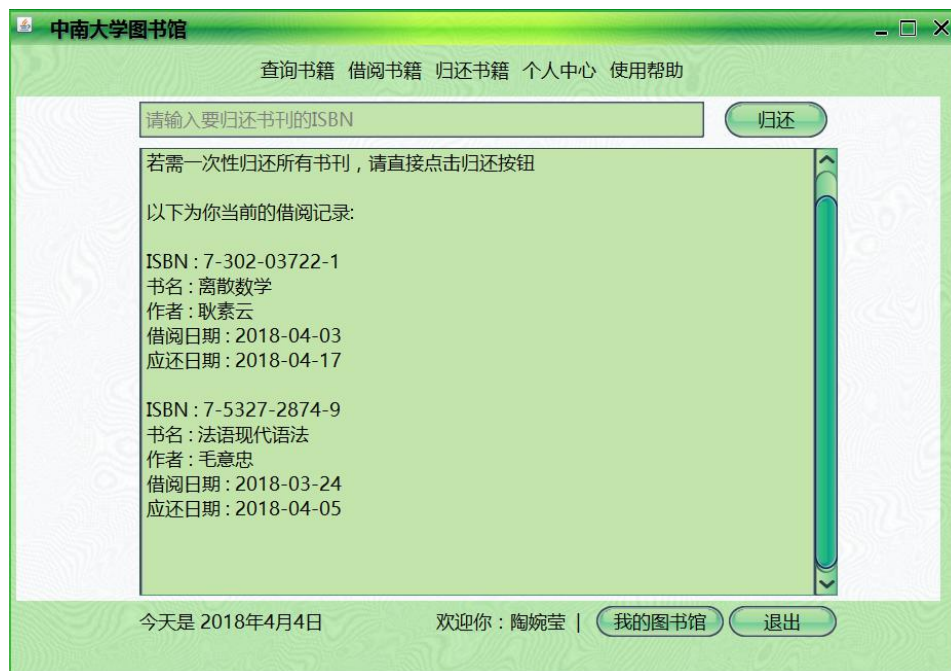 中南大学图书馆
查询书籍 借阅书籍 归还书籍 个人中心 使用帮助
请输入要归还书刊的ISBN 归还
若需一次性归还所有书刊，请直接点击归还按钮
以下为你当前的借阅记录:
ISBN : 7-302-03722-1
书名 : 离散数学
作者 : 耿素云
借阅日期 : 2018-04-03
应还日期 : 2018-04-17
ISBN : 7-5327-2874-9
书名 : 法语现代语法
作者 : 毛意忠
借阅日期 : 2018-03-24
应还日期 : 2018-04-05
今天是 2018年4月4日 欢迎你：陶婉莹 | 我的图书馆 退出